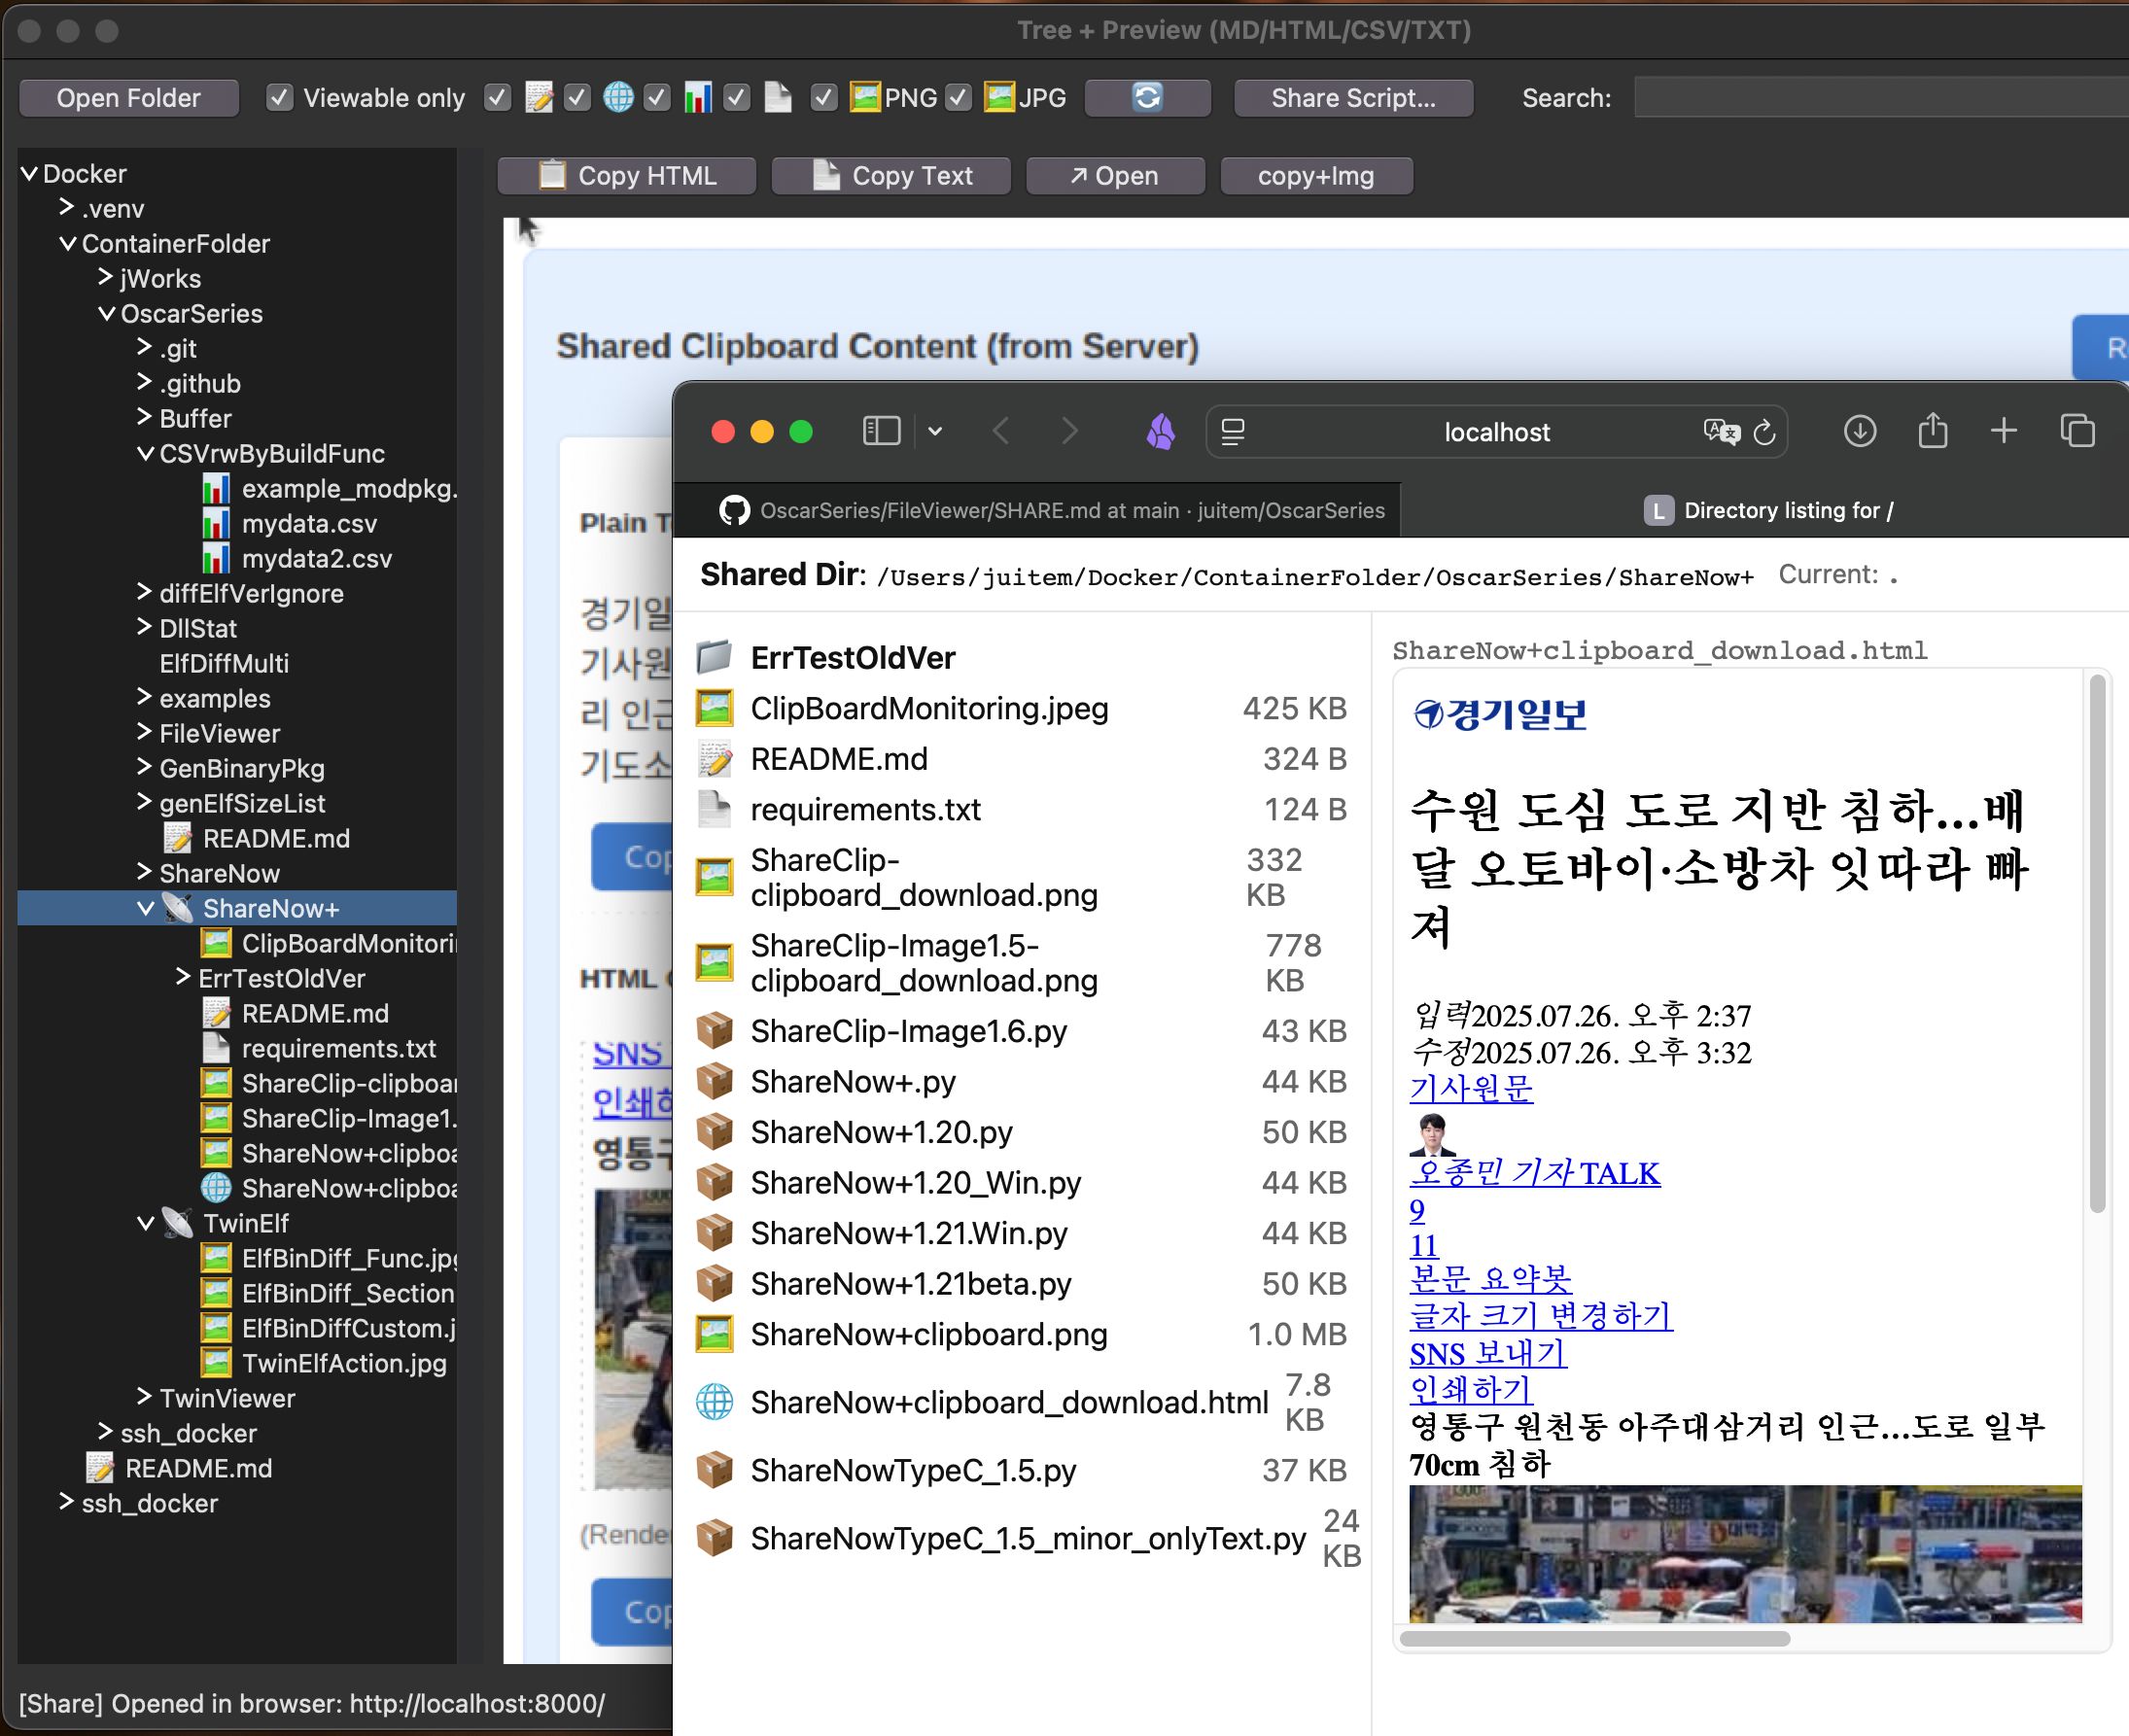 Tree + Preview (MD/HTML/CSV/TXT)
Open Folder
Viewable only
PNG
JPG
Share Script...
Search:
Docker
.venv
ContainerFolder
jWorks
OscarSeries
.git
.github
Buffer
CSVrwByBuildFunc
example_modpkg.
mydata.csv
mydata2.csv
diffElfVerIgnore
DllStat
ElfDiffMulti
examples
FileViewer
GenBinaryPkg
genElfSizeList
README.md
ShareNow
ShareNow+
ClipBoardMonitori
ErrTestOldVer
README.md
requirements.txt
ShareClip-clipboar
ShareClip-Image1.
ShareNow+clipboa
ShareNow+clipboa
TwinElf
ElfBinDiff_Func.jpg
ElfBinDiff_Section
ElfBinDiffCustom.j
TwinElfAction.jpg
TwinViewer
ssh_docker
README.md
ssh_docker
[Share] Opened in browser: http://localhost:8000/
Copy HTML
Copy Text
↗ Open
copy+Img
Shared Clipboard Content (from Server)
R
Plain T
경기일
기사원
리 인근
기도소
Cop
HTML
SNS
인쇄하
영통구
(Render
Cop
localhost
OscarSeries/FileViewer/SHARE.md at main · juitem/OscarSeries
L Directory listing for /
Shared Dir: /Users/juitem/Docker/ContainerFolder/OscarSeries/ShareNow+ Current: .
ErrTestOldVer
ClipBoardMonitoring.jpeg 425 KB
README.md 324 B
requirements.txt 124 B
ShareClip- 332
clipboard_download.png KB
ShareClip-Image1.5- 778
clipboard_download.png KB
ShareClip-Image1.6.py 43 KB
ShareNow+.py 44 KB
ShareNow+1.20.py 50 KB
ShareNow+1.20_Win.py 44 KB
ShareNow+1.21.Win.py 44 KB
ShareNow+1.21beta.py 50 KB
ShareNow+clipboard.png 1.0 MB
ShareNow+clipboard_download.html 7.8 KB
ShareNowTypeC_1.5.py 37 KB
ShareNowTypeC_1.5_minor_onlyText.py 24 KB
ShareNow+clipboard_download.html
경기일보
수원 도심 도로 지반 침하…배
달 오토바이·소방차 잇따라 빠
져
입력2025.07.26. 오후 2:37
수정2025.07.26. 오후 3:32
기사원문
오종민 기자 TALK
9
11
본문 요약봇
글자 크기 변경하기
SNS 보내기
인쇄하기
영통구 원천동 아주대삼거리 인근…도로 일부
70cm 침하